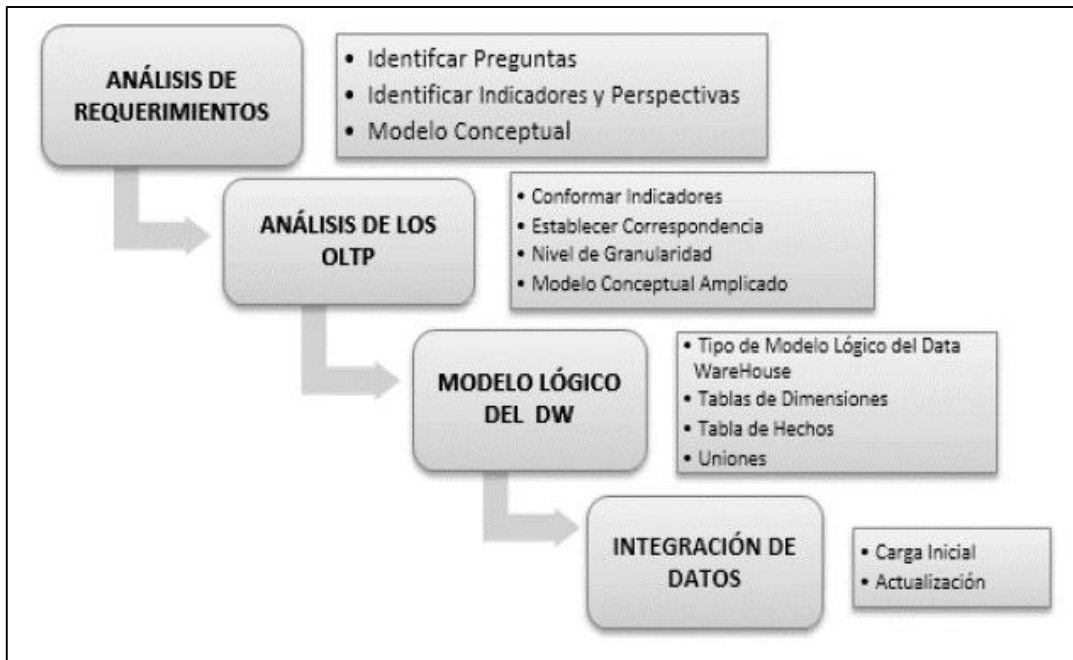 ANÁLISIS DE
REQUERIMIENTOS
• Identifcar Preguntas
• Identificar Indicadores y Perspectivas
• Modelo Conceptual
ANÁLISIS DE LOS
OLTP
• Conformar Indicadores
• Establecer Correspondencia
• Nivel de Granularidad
• Modelo Conceptual Amplicado
MODELO LÓGICO
DEL DW
• Tipo de Modelo Lógico del Data
WareHouse
• Tablas de Dimensiones
• Tabla de Hechos
• Uniones
INTEGRACIÓN DE
DATOS
• Carga Inicial
• Actualización